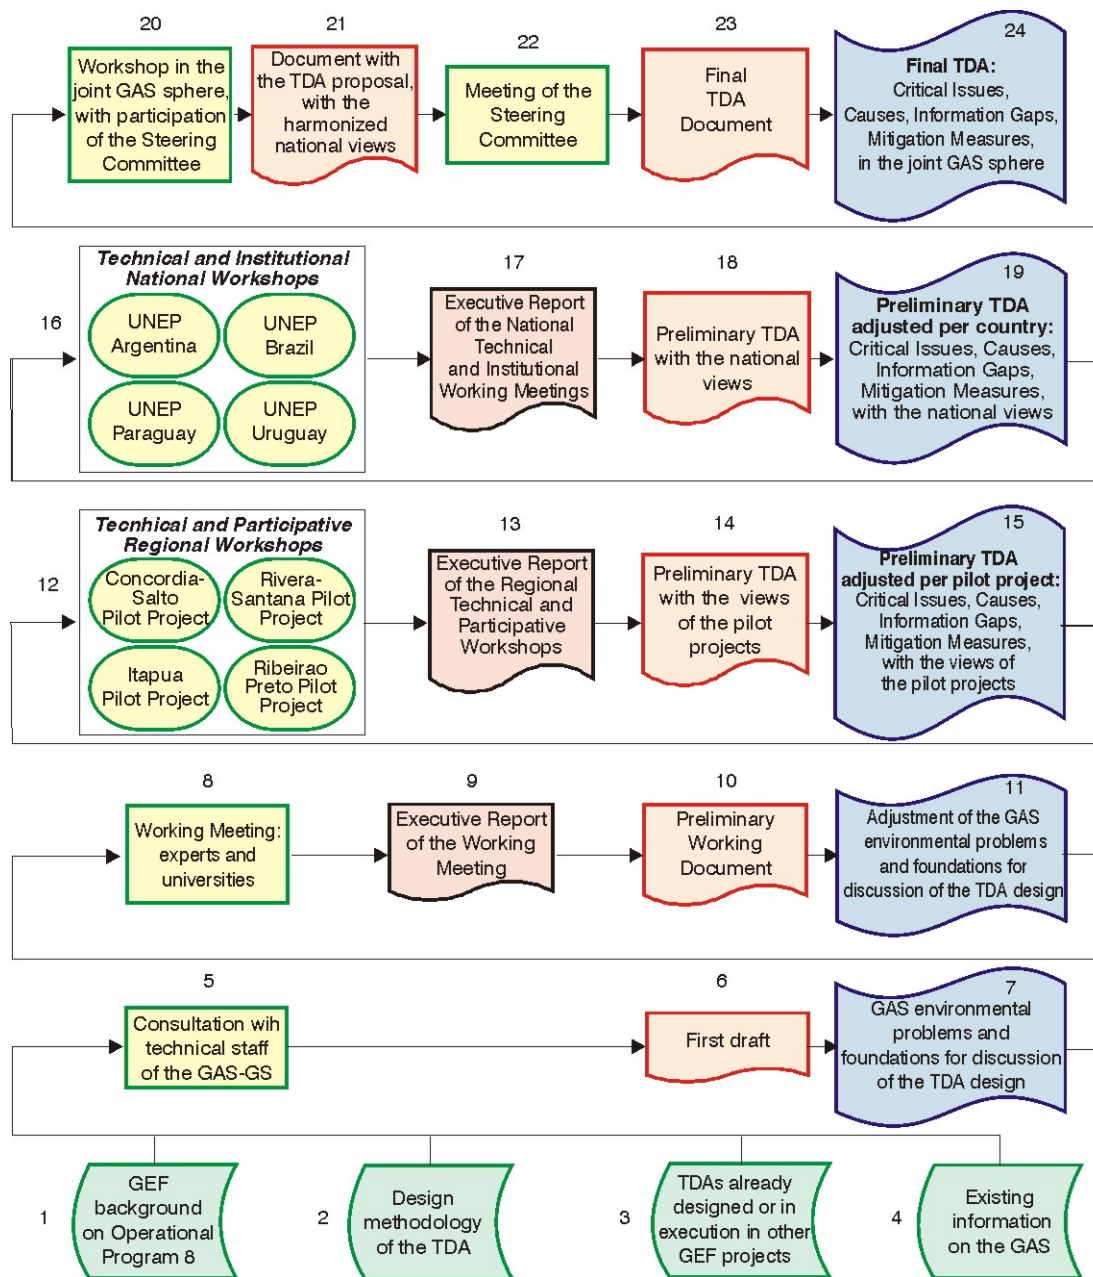 20
Workshop in the
joint GAS sphere,
with participation
of the Steering
Committee
21
Document with
the TDA proposal,
with the
harmonized
national views
22
Meeting of the
Steering
Committee
23
Final
TDA
Document
24
Final TDA:
Critical Issues,
Causes, Information Gaps,
Mitigation Measures,
in the joint GAS sphere
16
Technical and Institutional
National Workshops
UNEP
Argentina
UNEP
Brazil
UNEP
Paraguay
UNEP
Uruguay
17
Executive Report
of the National
Technical
and Institutional
Working Meetings
18
Preliminary TDA
with the national
views
19
Preliminary TDA
adjusted per country:
Critical Issues, Causes,
Information Gaps,
Mitigation Measures,
with the national views
12
Tecnhical and Participative
Regional Workshops
Concordia-
Salto
Pilot Project
Rivera-
Santana Pilot
Project
Itapua
Pilot Project
Ribeirao
Preto Pilot
Project
13
Executive Report
of the Regional
Technical and
Participative
Workshops
14
Preliminary TDA
with the views
of the pilot
projects
15
Preliminary TDA
adjusted per pilot project:
Critical Issues, Causes,
Information Gaps,
Mitigation Measures,
with the views of
the pilot projects
8
Working Meeting:
experts and
universities
9
Executive Report
of the Working
Meeting
10
Preliminary
Working
Document
11
Adjustment of the GAS
environmental problems
and foundations for
discussion of the TDA design
5
Consultation wih
technical staff
of the GAS-GS
6
First draft
7
GAS environmental
problems and
foundations for discussion
of the TDA design
1
GEF
background
on Operational
Program 8
2
Design
methodology
of the TDA
3
TDAs already
designed or in
execution in other
GEF projects
4
Existing
information
on the GAS